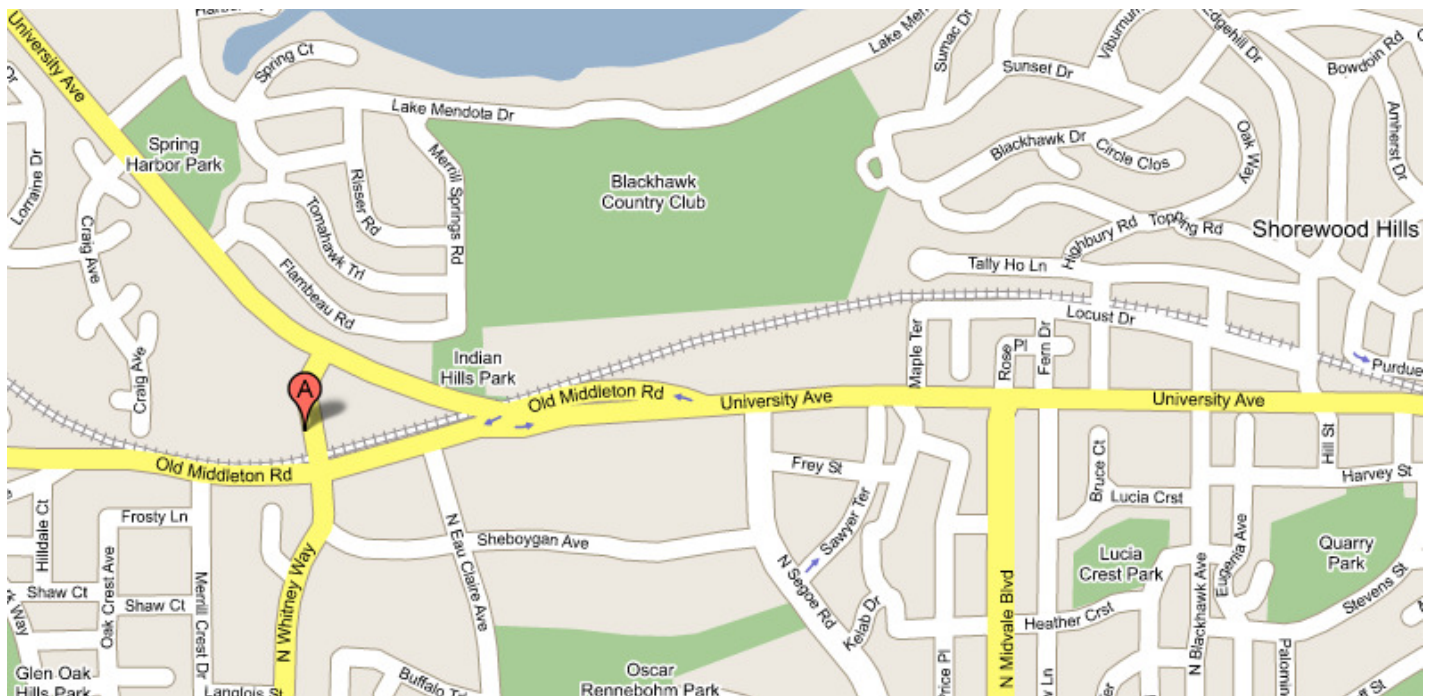 University Ave
Spring Ct
Lake Mendota Dr
Sumac Dr
Sunset Dr
Edgehill Dr
Bowdoin Rd
Amherst Dr
Lorraine Dr
Spring
Harbor Park
Risser Rd
Merrill Springs Rd
Blackhawk
Country Club
Blackhawk Dr
Circle Clos
Oak Way
Craig Ave
Tomahawk Trl
Flambeau Rd
Highbury Rd
Topping Rd
Shorewood Hills
Tally Ho Ln
Locust Dr
Maple Ter
Rose Pl
Fern Dr
Purdue
Indian
Hills Park
Craig Ave
A
Old Middleton Rd
University Ave
University Ave
Old Middleton Rd
Hill St
Harvey St
Frey St
Bruce Ct
Lucia Crst
Frosty Ln
Hildale Ct
Oak Crest Ave
Merrill Crest Dr
N Whitney Way
N Eau Claire Ave
Sheboygan Ave
Sawyer Ter
N Segoe Rd
Kelab Dr
N Midvale Blvd
Lucia
Crest Park
Eugenia Ave
N Blackhawk Ave
Quarry
Park
Stevens St
Shaw Ct
Shaw Ct
Heather Crst
Glen Oak
Hills Park
Langlois St
Buffalo
Oscar
Rennebohm Park